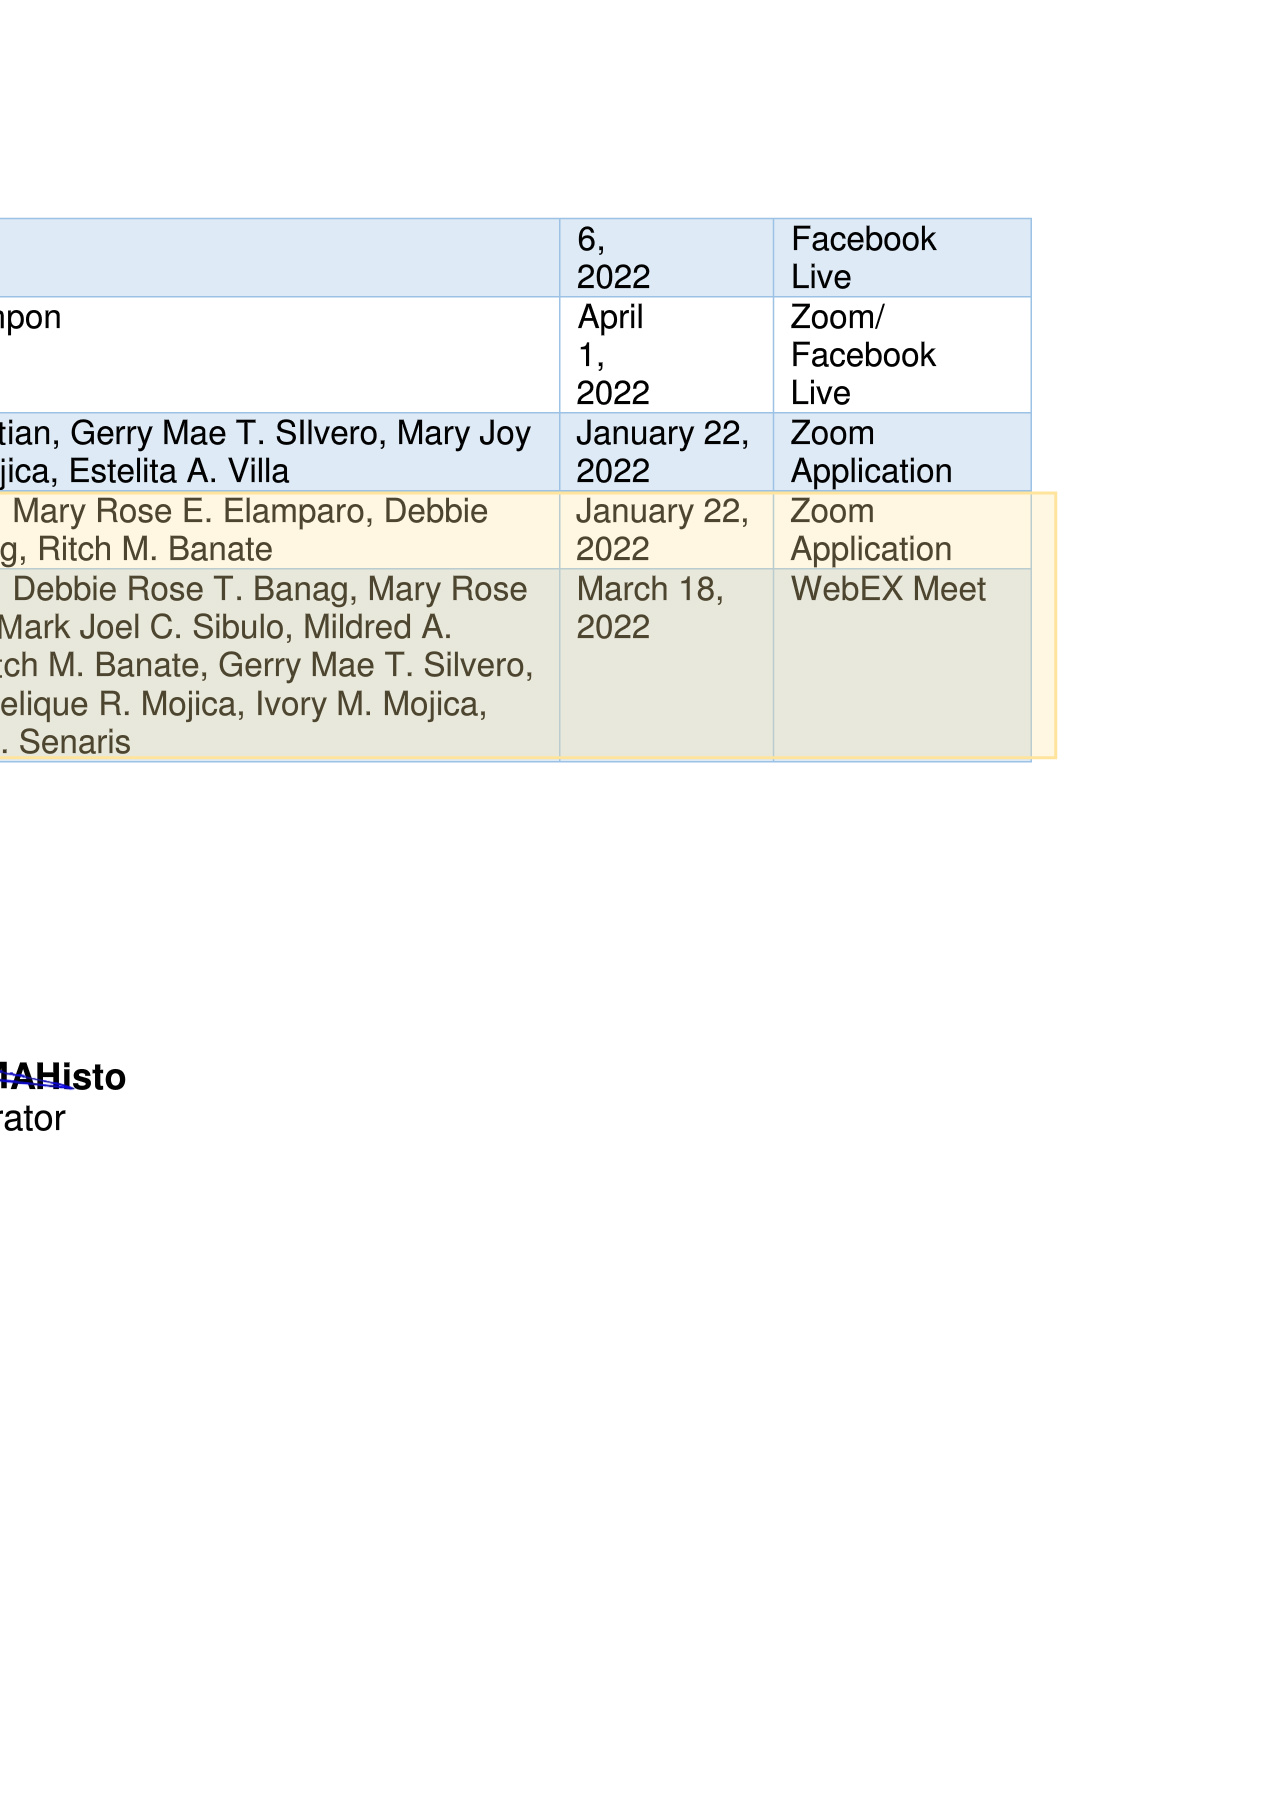 6, Facebook
2022 Live
npon April Zoom/
1, Facebook
2022 Live
tian, Gerry Mae T. SIlvero, Mary Joy January 22, Zoom
jica, Estelita A. Villa 2022 Application
Mary Rose E. Elamparo, Debbie January 22, Zoom
g, Ritch M. Banate 2022 Application
Debbie Rose T. Banag, Mary Rose March 18, WebEX Meet
Mark Joel C. Sibulo, Mildred A. 2022
tch M. Banate, Gerry Mae T. Silvero,
elique R. Mojica, Ivory M. Mojica,
. Senaris
AHisto
rator